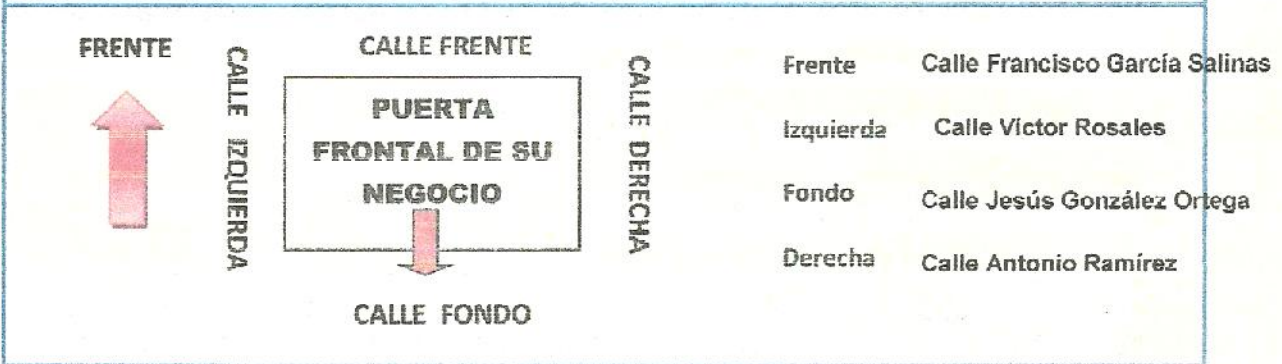 FRENTE
CALLE IZQUIERDA
CALLE FRENTE
PUERTA
FRONTAL DE SU
NEGOCIO
CALLE FONDO
CALLE DERECHA
Frente Calle Francisco García Salinas
Izquierda Calle Víctor Rosales
Fondo Calle Jesús González Ortega
Derecha Calle Antonio Ramírez